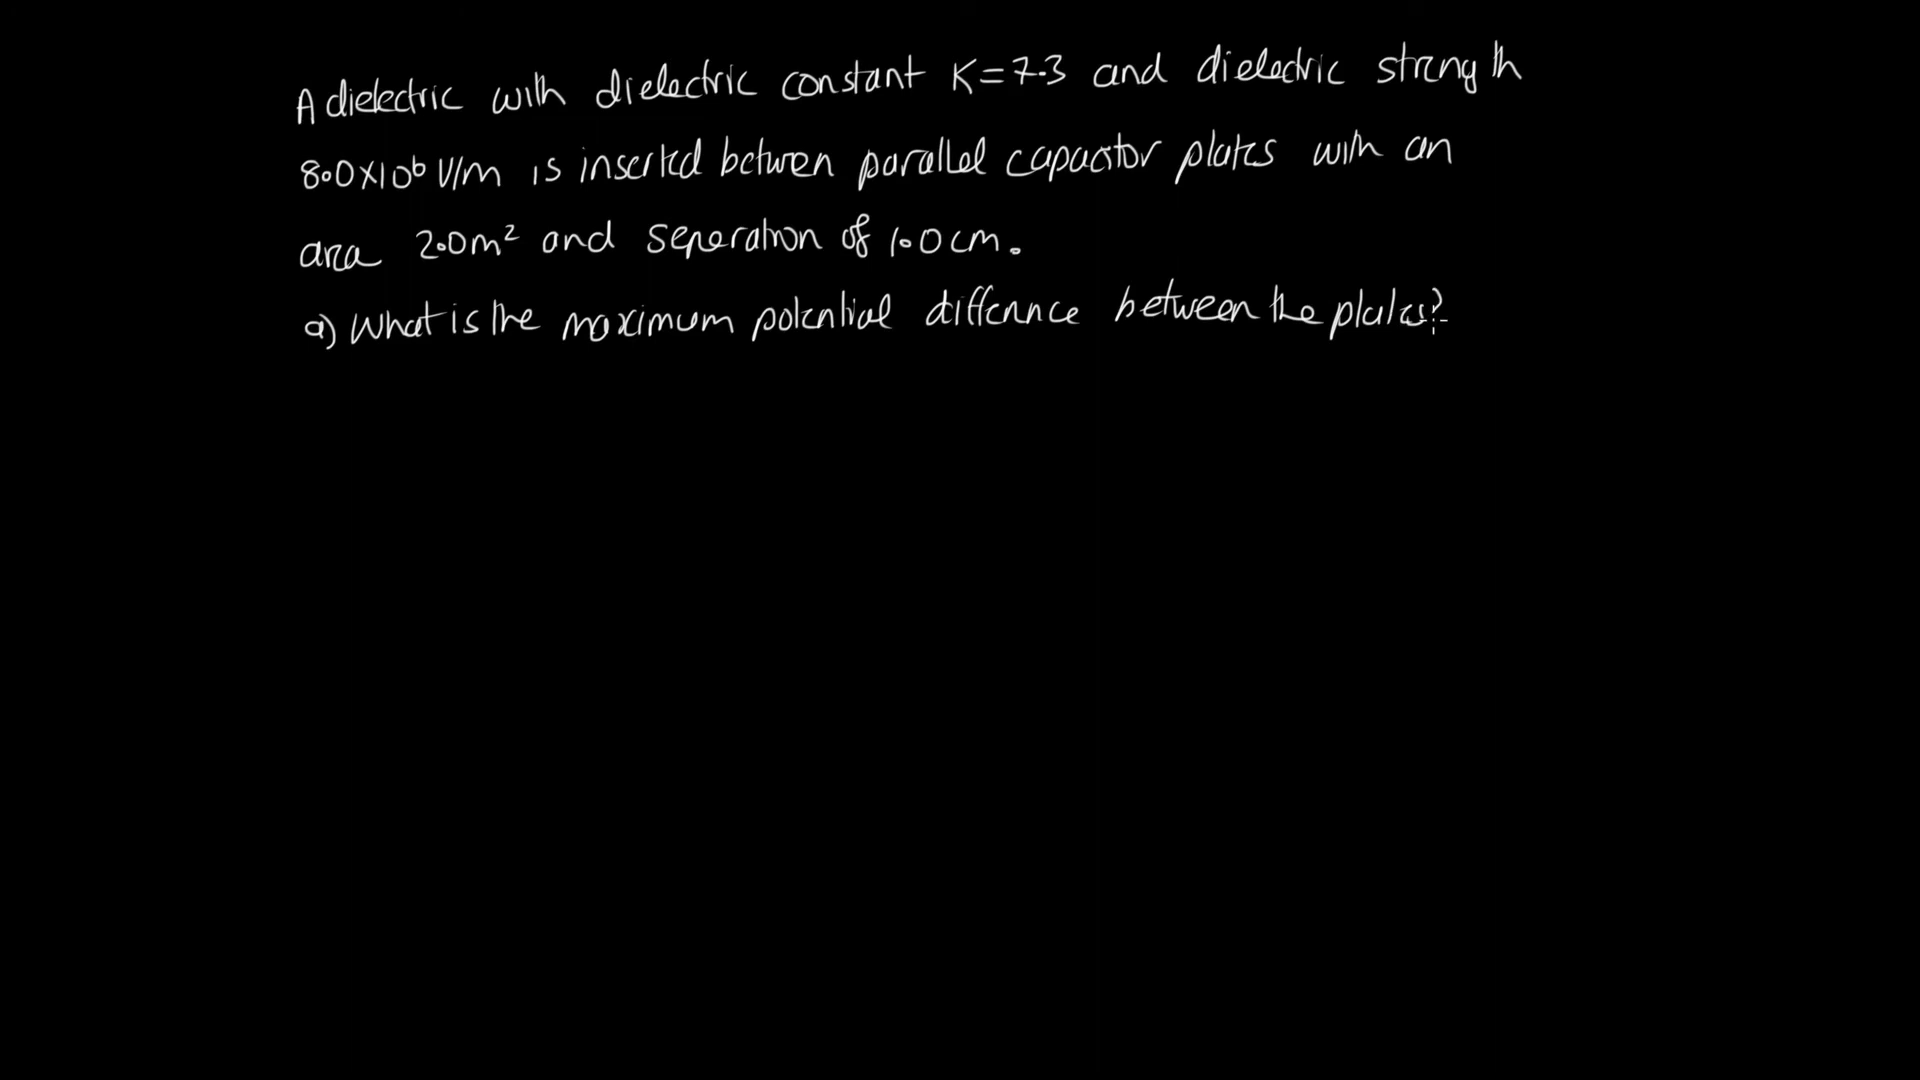 A dielectric with dielectric constant K=7.3 and dielectric strength
8.0×10⁶ V/m is inserted between parallel capacitor plates with an
area 2.0m² and seperation of 1.0cm.
a) What is the maximum potential difference between the plates?